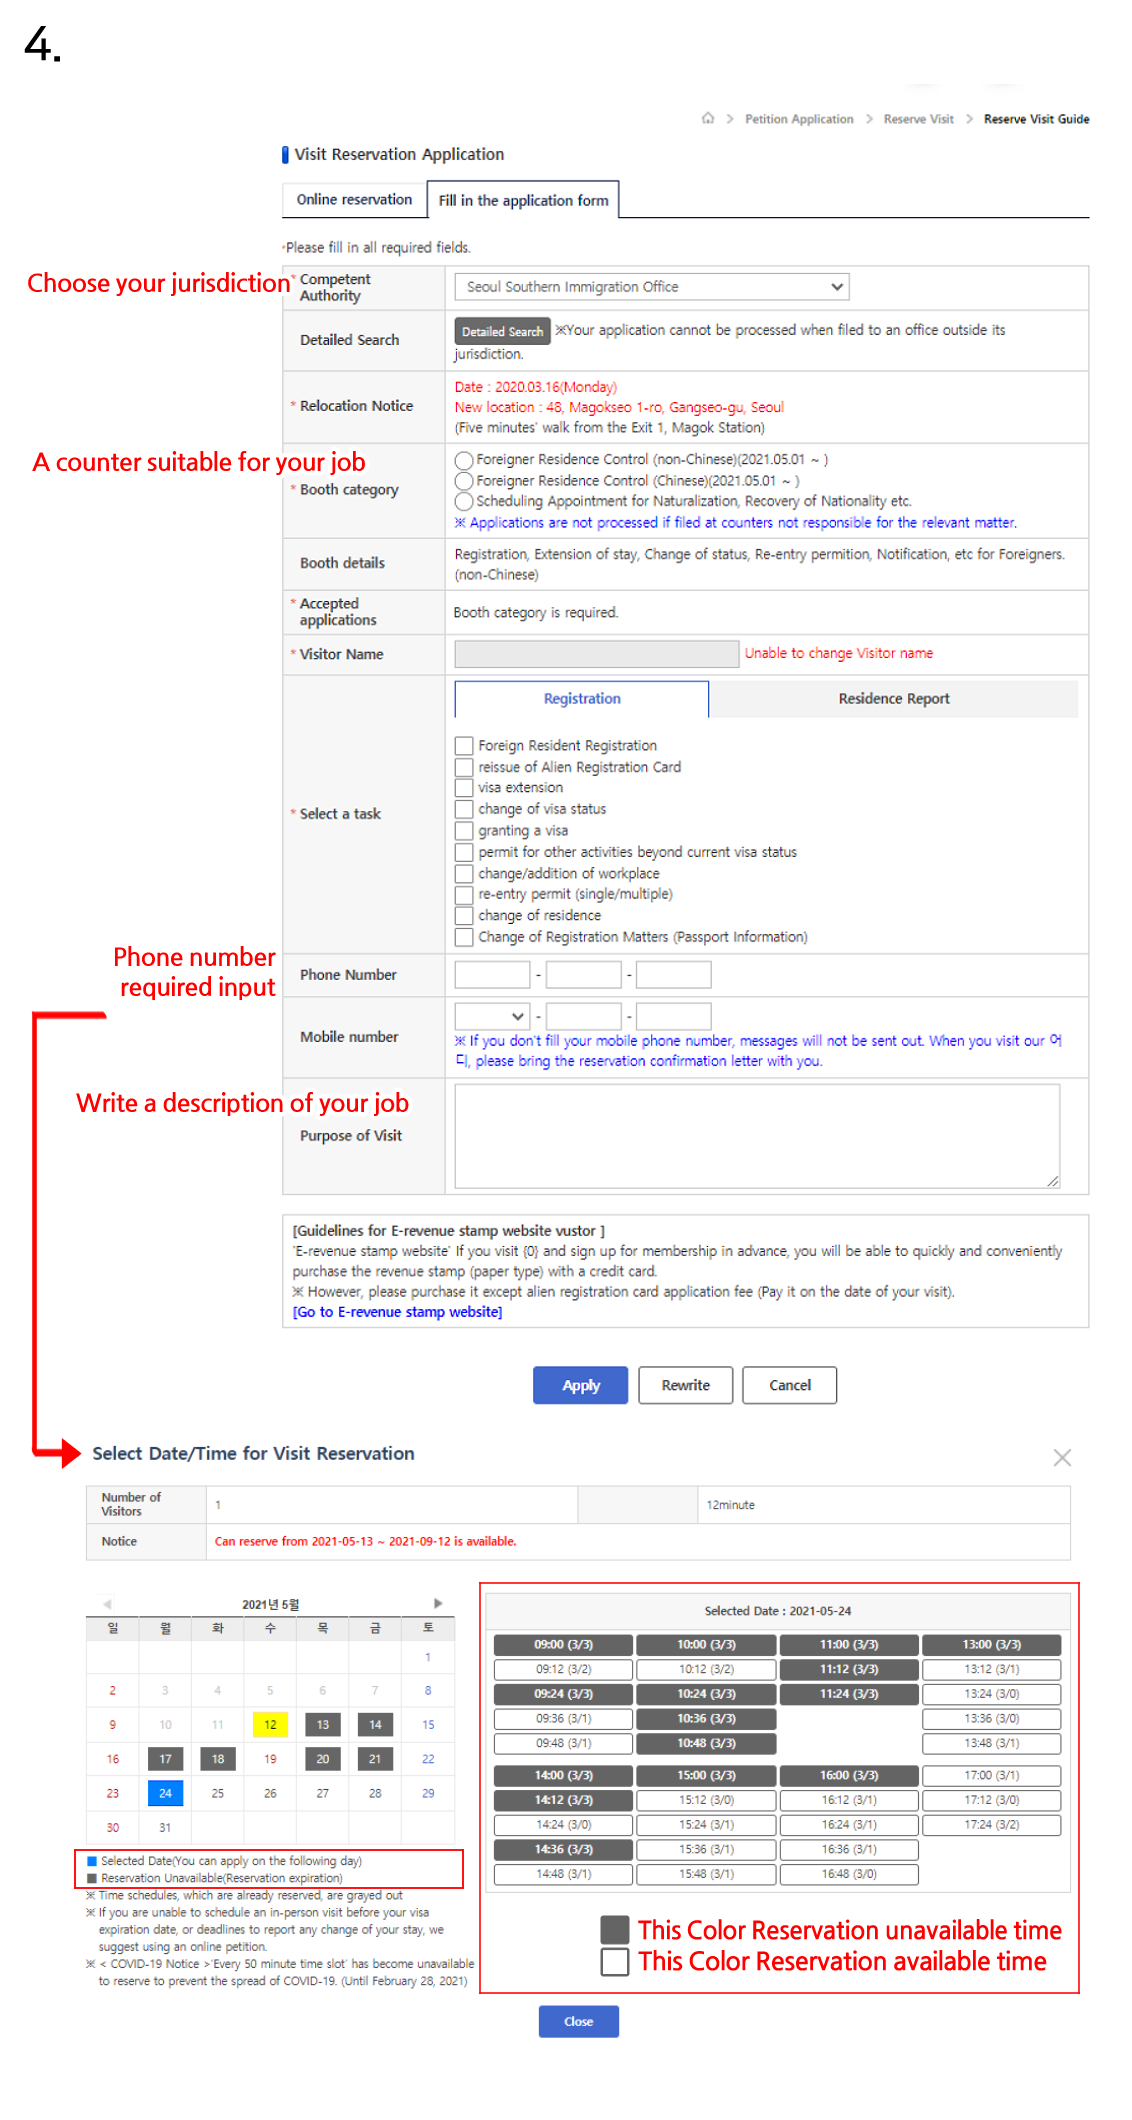 4.
Petition Application > Reserve Visit > Reserve Visit Guide
Visit Reservation Application
Online reservation
Fill in the application form
*Please fill in all required fields.
Choose your jurisdiction
* Competent
Authority
Seoul Southern Immigration Office
Detailed Search
Detailed Search ※Your application cannot be processed when filed to an office outside its
jurisdiction.
* Relocation Notice
Date : 2020.03.16(Monday)
New location : 48, Magokseo 1-ro, Gangseo-gu, Seoul
(Five minutes' walk from the Exit 1, Magok Station)
A counter suitable for your job
* Booth category
Foreigner Residence Control (non-Chinese)(2021.05.01 ~ )
Foreigner Residence Control (Chinese)(2021.05.01 ~ )
Scheduling Appointment for Naturalization, Recovery of Nationality etc.
※ Applications are not processed if filed at counters not responsible for the relevant matter.
Booth details
Registration, Extension of stay, Change of status, Re-entry permition, Notification, etc for Foreigners.
(non-Chinese)
* Accepted
applications
Booth category is required.
* Visitor Name
Unable to change Visitor name
* Select a task
Registration
Residence Report
Foreign Resident Registration
reissue of Alien Registration Card
visa extension
change of visa status
granting a visa
permit for other activities beyond current visa status
change/addition of workplace
re-entry permit (single/multiple)
change of residence
Change of Registration Matters (Passport Information)
Phone number
required input
Phone Number
- -
Mobile number
- -
※ If you don't fill your mobile phone number, messages will not be sent out. When you visit our 어
디, please bring the reservation confirmation letter with you.
Write a description of your job
Purpose of Visit
[Guidelines for E-revenue stamp website vustor ]
'E-revenue stamp website' If you visit {0} and sign up for membership in advance, you will be able to quickly and conveniently
purchase the revenue stamp (paper type) with a credit card.
※ However, please purchase it except alien registration card application fee (Pay it on the date of your visit).
[Go to E-revenue stamp website]
Apply
Rewrite
Cancel
Select Date/Time for Visit Reservation
Number of
Visitors
1
12minute
Notice
Can reserve from 2021-05-13 ~ 2021-09-12 is available.
2021년 5월
일 월 화 수 목 금 토
1
2 3 4 5 6 7 8
9 10 11 12 13 14 15
16 17 18 19 20 21 22
23 24 25 26 27 28 29
30 31
Selected Date(You can apply on the following day)
Reservation Unavailable(Reservation expiration)
※ Time schedules, which are already reserved, are grayed out
※ If you are unable to schedule an in-person visit before your visa
expiration date, or deadlines to report any change of your stay, we
suggest using an online petition.
※ < COVID-19 Notice >'Every 50 minute time slot' has become unavailable
to reserve to prevent the spread of COVID-19. (Until February 28, 2021)
Selected Date : 2021-05-24
09:00 (3/3) 10:00 (3/3) 11:00 (3/3) 13:00 (3/3)
09:12 (3/2) 10:12 (3/2) 11:12 (3/3) 13:12 (3/1)
09:24 (3/3) 10:24 (3/3) 11:24 (3/3) 13:24 (3/0)
09:36 (3/1) 10:36 (3/3) 13:36 (3/0)
09:48 (3/1) 10:48 (3/3) 13:48 (3/1)
14:00 (3/3) 15:00 (3/3) 16:00 (3/3) 17:00 (3/1)
14:12 (3/3) 15:12 (3/0) 16:12 (3/1) 17:12 (3/0)
14:24 (3/0) 15:24 (3/1) 16:24 (3/1) 17:24 (3/2)
14:36 (3/3) 15:36 (3/1) 16:36 (3/1)
14:48 (3/1) 15:48 (3/1) 16:48 (3/0)
This Color Reservation unavailable time
This Color Reservation available time
Close